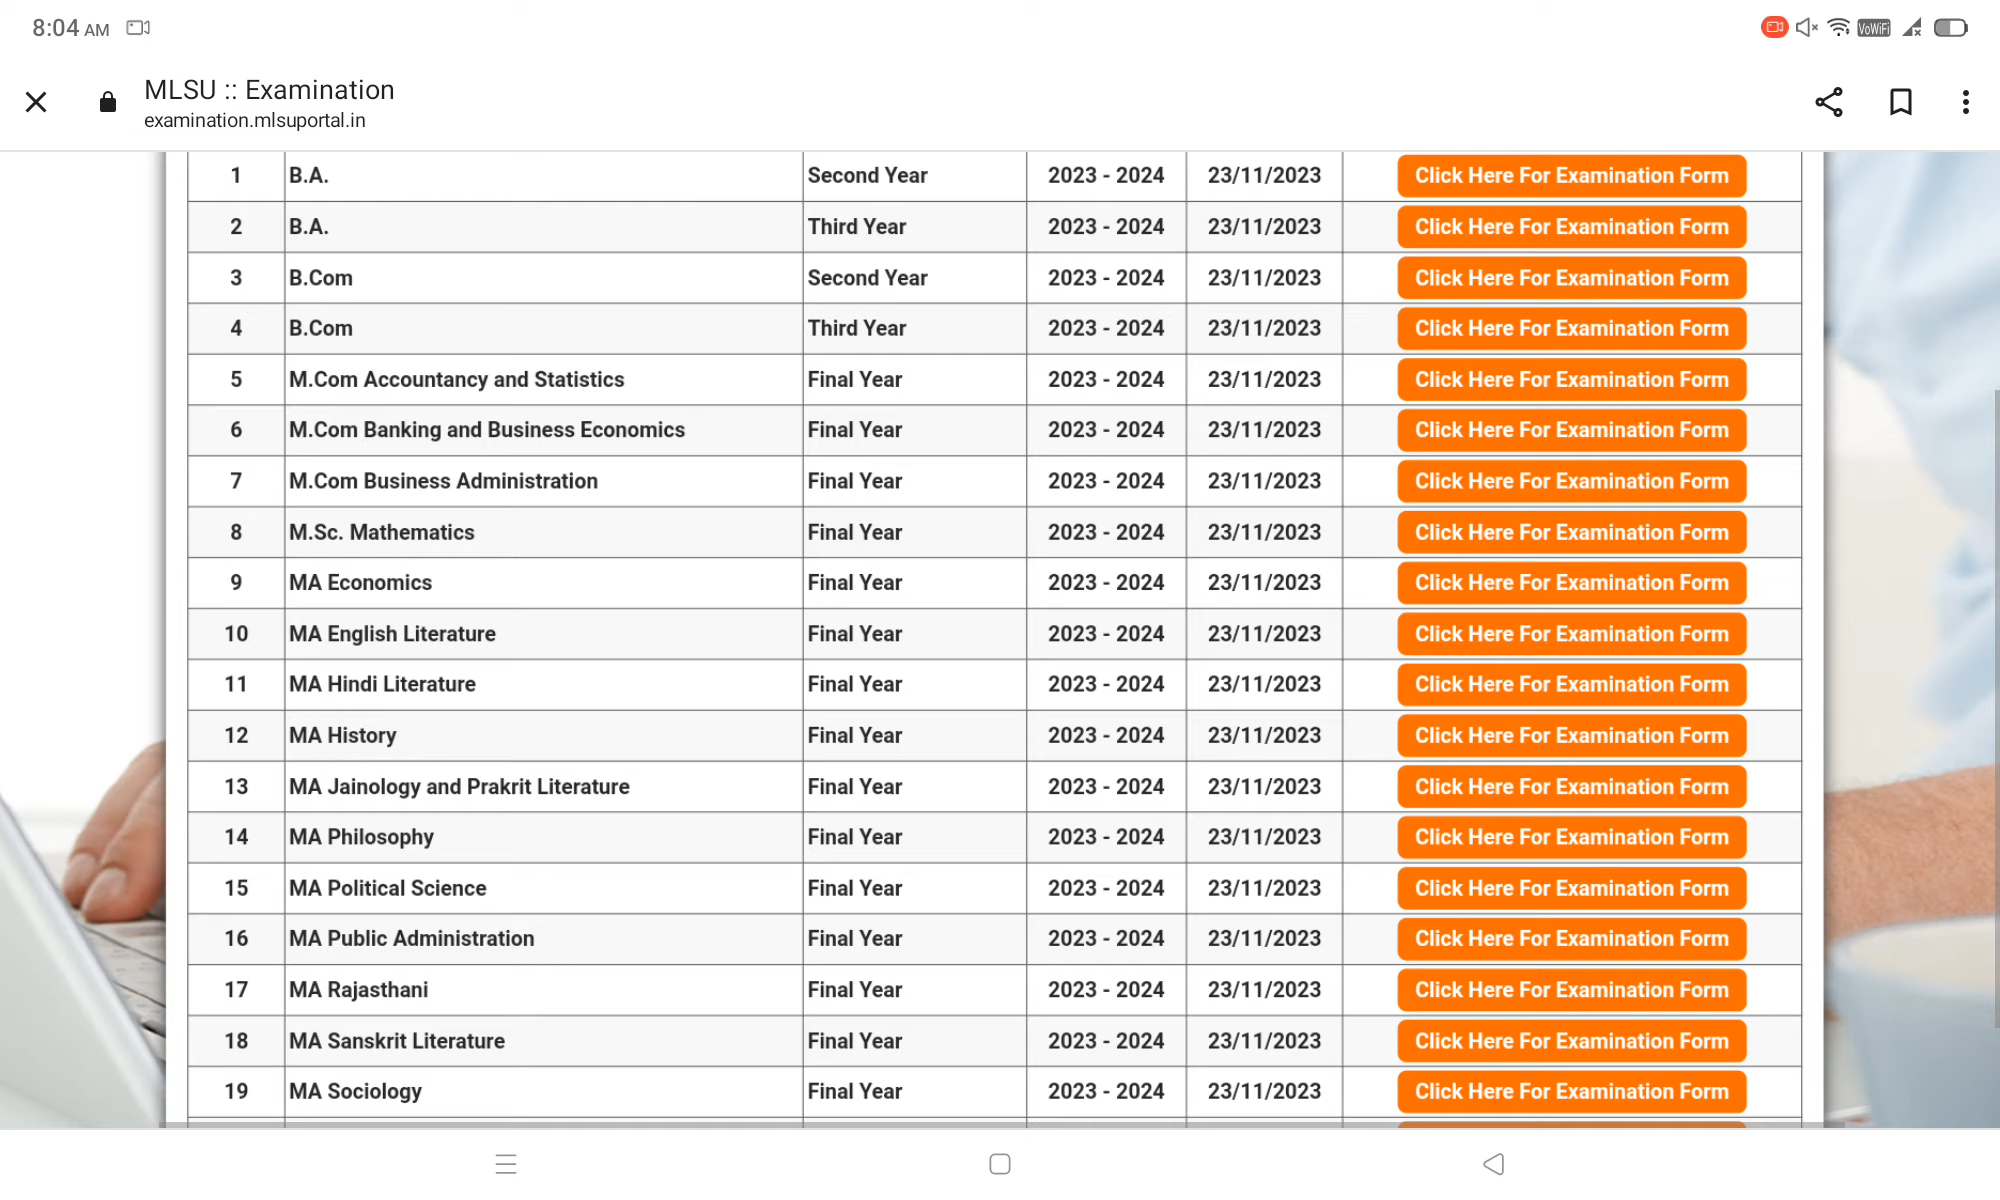 8:04 AM
VoWiFi
MLSU :: Examination
examination.mlsuportal.in
1 B.A. Second Year 2023 - 2024 23/11/2023 Click Here For Examination Form
2 B.A. Third Year 2023 - 2024 23/11/2023 Click Here For Examination Form
3 B.Com Second Year 2023 - 2024 23/11/2023 Click Here For Examination Form
4 B.Com Third Year 2023 - 2024 23/11/2023 Click Here For Examination Form
5 M.Com Accountancy and Statistics Final Year 2023 - 2024 23/11/2023 Click Here For Examination Form
6 M.Com Banking and Business Economics Final Year 2023 - 2024 23/11/2023 Click Here For Examination Form
7 M.Com Business Administration Final Year 2023 - 2024 23/11/2023 Click Here For Examination Form
8 M.Sc. Mathematics Final Year 2023 - 2024 23/11/2023 Click Here For Examination Form
9 MA Economics Final Year 2023 - 2024 23/11/2023 Click Here For Examination Form
10 MA English Literature Final Year 2023 - 2024 23/11/2023 Click Here For Examination Form
11 MA Hindi Literature Final Year 2023 - 2024 23/11/2023 Click Here For Examination Form
12 MA History Final Year 2023 - 2024 23/11/2023 Click Here For Examination Form
13 MA Jainology and Prakrit Literature Final Year 2023 - 2024 23/11/2023 Click Here For Examination Form
14 MA Philosophy Final Year 2023 - 2024 23/11/2023 Click Here For Examination Form
15 MA Political Science Final Year 2023 - 2024 23/11/2023 Click Here For Examination Form
16 MA Public Administration Final Year 2023 - 2024 23/11/2023 Click Here For Examination Form
17 MA Rajasthani Final Year 2023 - 2024 23/11/2023 Click Here For Examination Form
18 MA Sanskrit Literature Final Year 2023 - 2024 23/11/2023 Click Here For Examination Form
19 MA Sociology Final Year 2023 - 2024 23/11/2023 Click Here For Examination Form